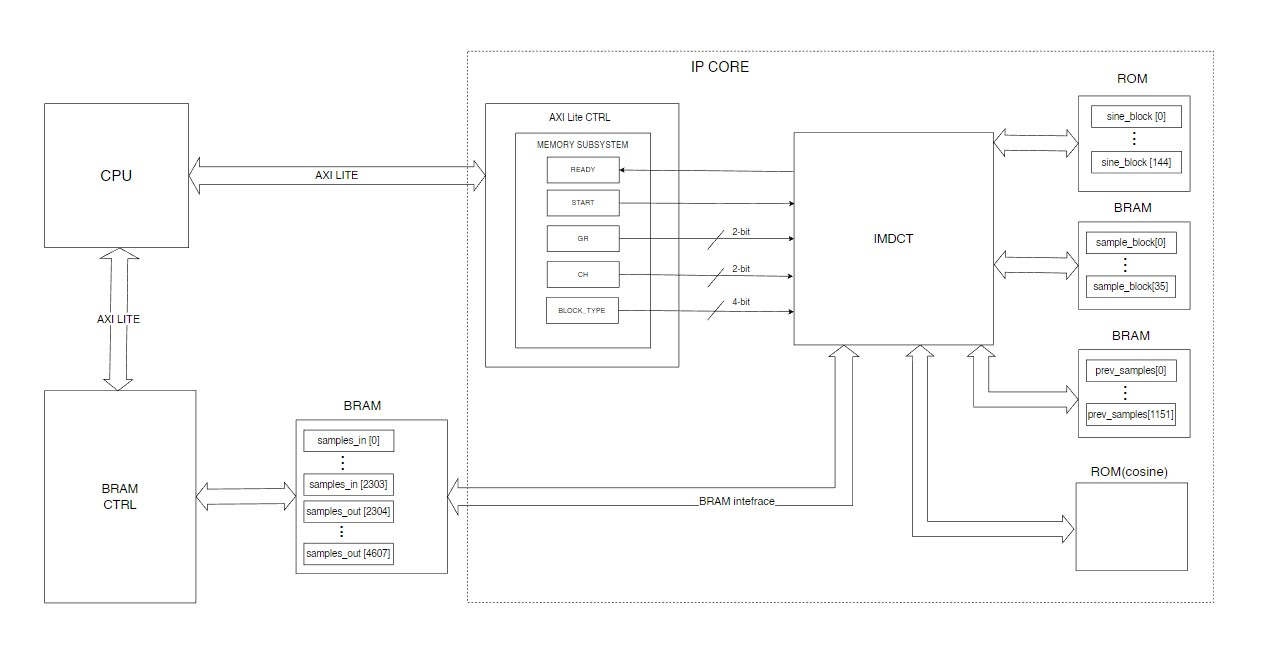 IP CORE
ROM
sine_block [0]
sine_block [144]
AXI Lite CTRL
MEMORY SUBSYSTEM
READY
START
GR
CH
BLOCK_TYPE
2-bit
2-bit
4-bit
CPU
AXI LITE
IMDCT
BRAM
sample_block[0]
sample_block[35]
AXI LITE
BRAM
prev_samples[0]
prev_samples[1151]
BRAM
CTRL
BRAM
samples_in [0]
samples_in [2303]
samples_out [2304]
samples_out [4607]
BRAM intefrace
ROM(cosine)